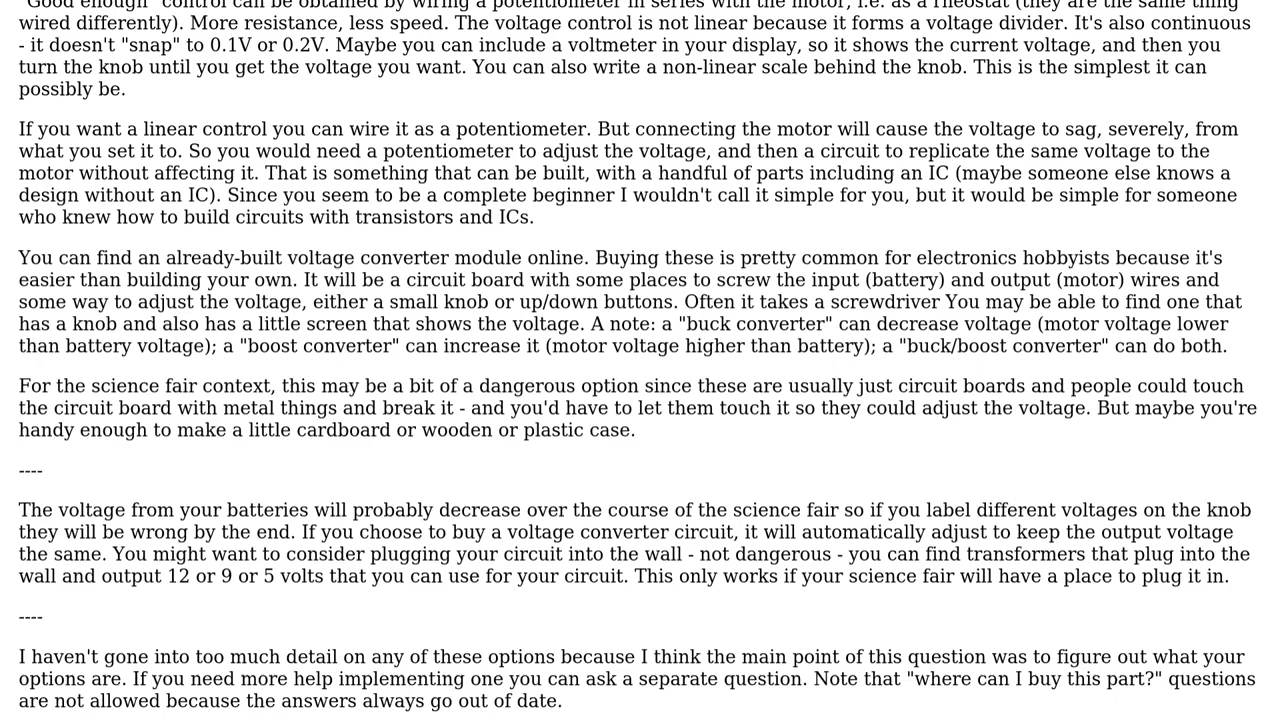 "Good enough" control can be obtained by wiring a potentiometer in series with the motor, i.e. as a rheostat (they are the same thing
wired differently). More resistance, less speed. The voltage control is not linear because it forms a voltage divider. It's also continuous
- it doesn't "snap" to 0.1V or 0.2V. Maybe you can include a voltmeter in your display, so it shows the current voltage, and then you
turn the knob until you get the voltage you want. You can also write a non-linear scale behind the knob. This is the simplest it can
possibly be.
If you want a linear control you can wire it as a potentiometer. But connecting the motor will cause the voltage to sag, severely, from
what you set it to. So you would need a potentiometer to adjust the voltage, and then a circuit to replicate the same voltage to the
motor without affecting it. That is something that can be built, with a handful of parts including an IC (maybe someone else knows a
design without an IC). Since you seem to be a complete beginner I wouldn't call it simple for you, but it would be simple for someone
who knew how to build circuits with transistors and ICs.
You can find an already-built voltage converter module online. Buying these is pretty common for electronics hobbyists because it's
easier than building your own. It will be a circuit board with some places to screw the input (battery) and output (motor) wires and
some way to adjust the voltage, either a small knob or up/down buttons. Often it takes a screwdriver You may be able to find one that
has a knob and also has a little screen that shows the voltage. A note: a "buck converter" can decrease voltage (motor voltage lower
than battery voltage); a "boost converter" can increase it (motor voltage higher than battery); a "buck/boost converter" can do both.
For the science fair context, this may be a bit of a dangerous option since these are usually just circuit boards and people could touch
the circuit board with metal things and break it - and you'd have to let them touch it so they could adjust the voltage. But maybe you're
handy enough to make a little cardboard or wooden or plastic case.
----
The voltage from your batteries will probably decrease over the course of the science fair so if you label different voltages on the knob
they will be wrong by the end. If you choose to buy a voltage converter circuit, it will automatically adjust to keep the output voltage
the same. You might want to consider plugging your circuit into the wall - not dangerous - you can find transformers that plug into the
wall and output 12 or 9 or 5 volts that you can use for your circuit. This only works if your science fair will have a place to plug it in.
----
I haven't gone into too much detail on any of these options because I think the main point of this question was to figure out what your
options are. If you need more help implementing one you can ask a separate question. Note that "where can I buy this part?" questions
are not allowed because the answers always go out of date.